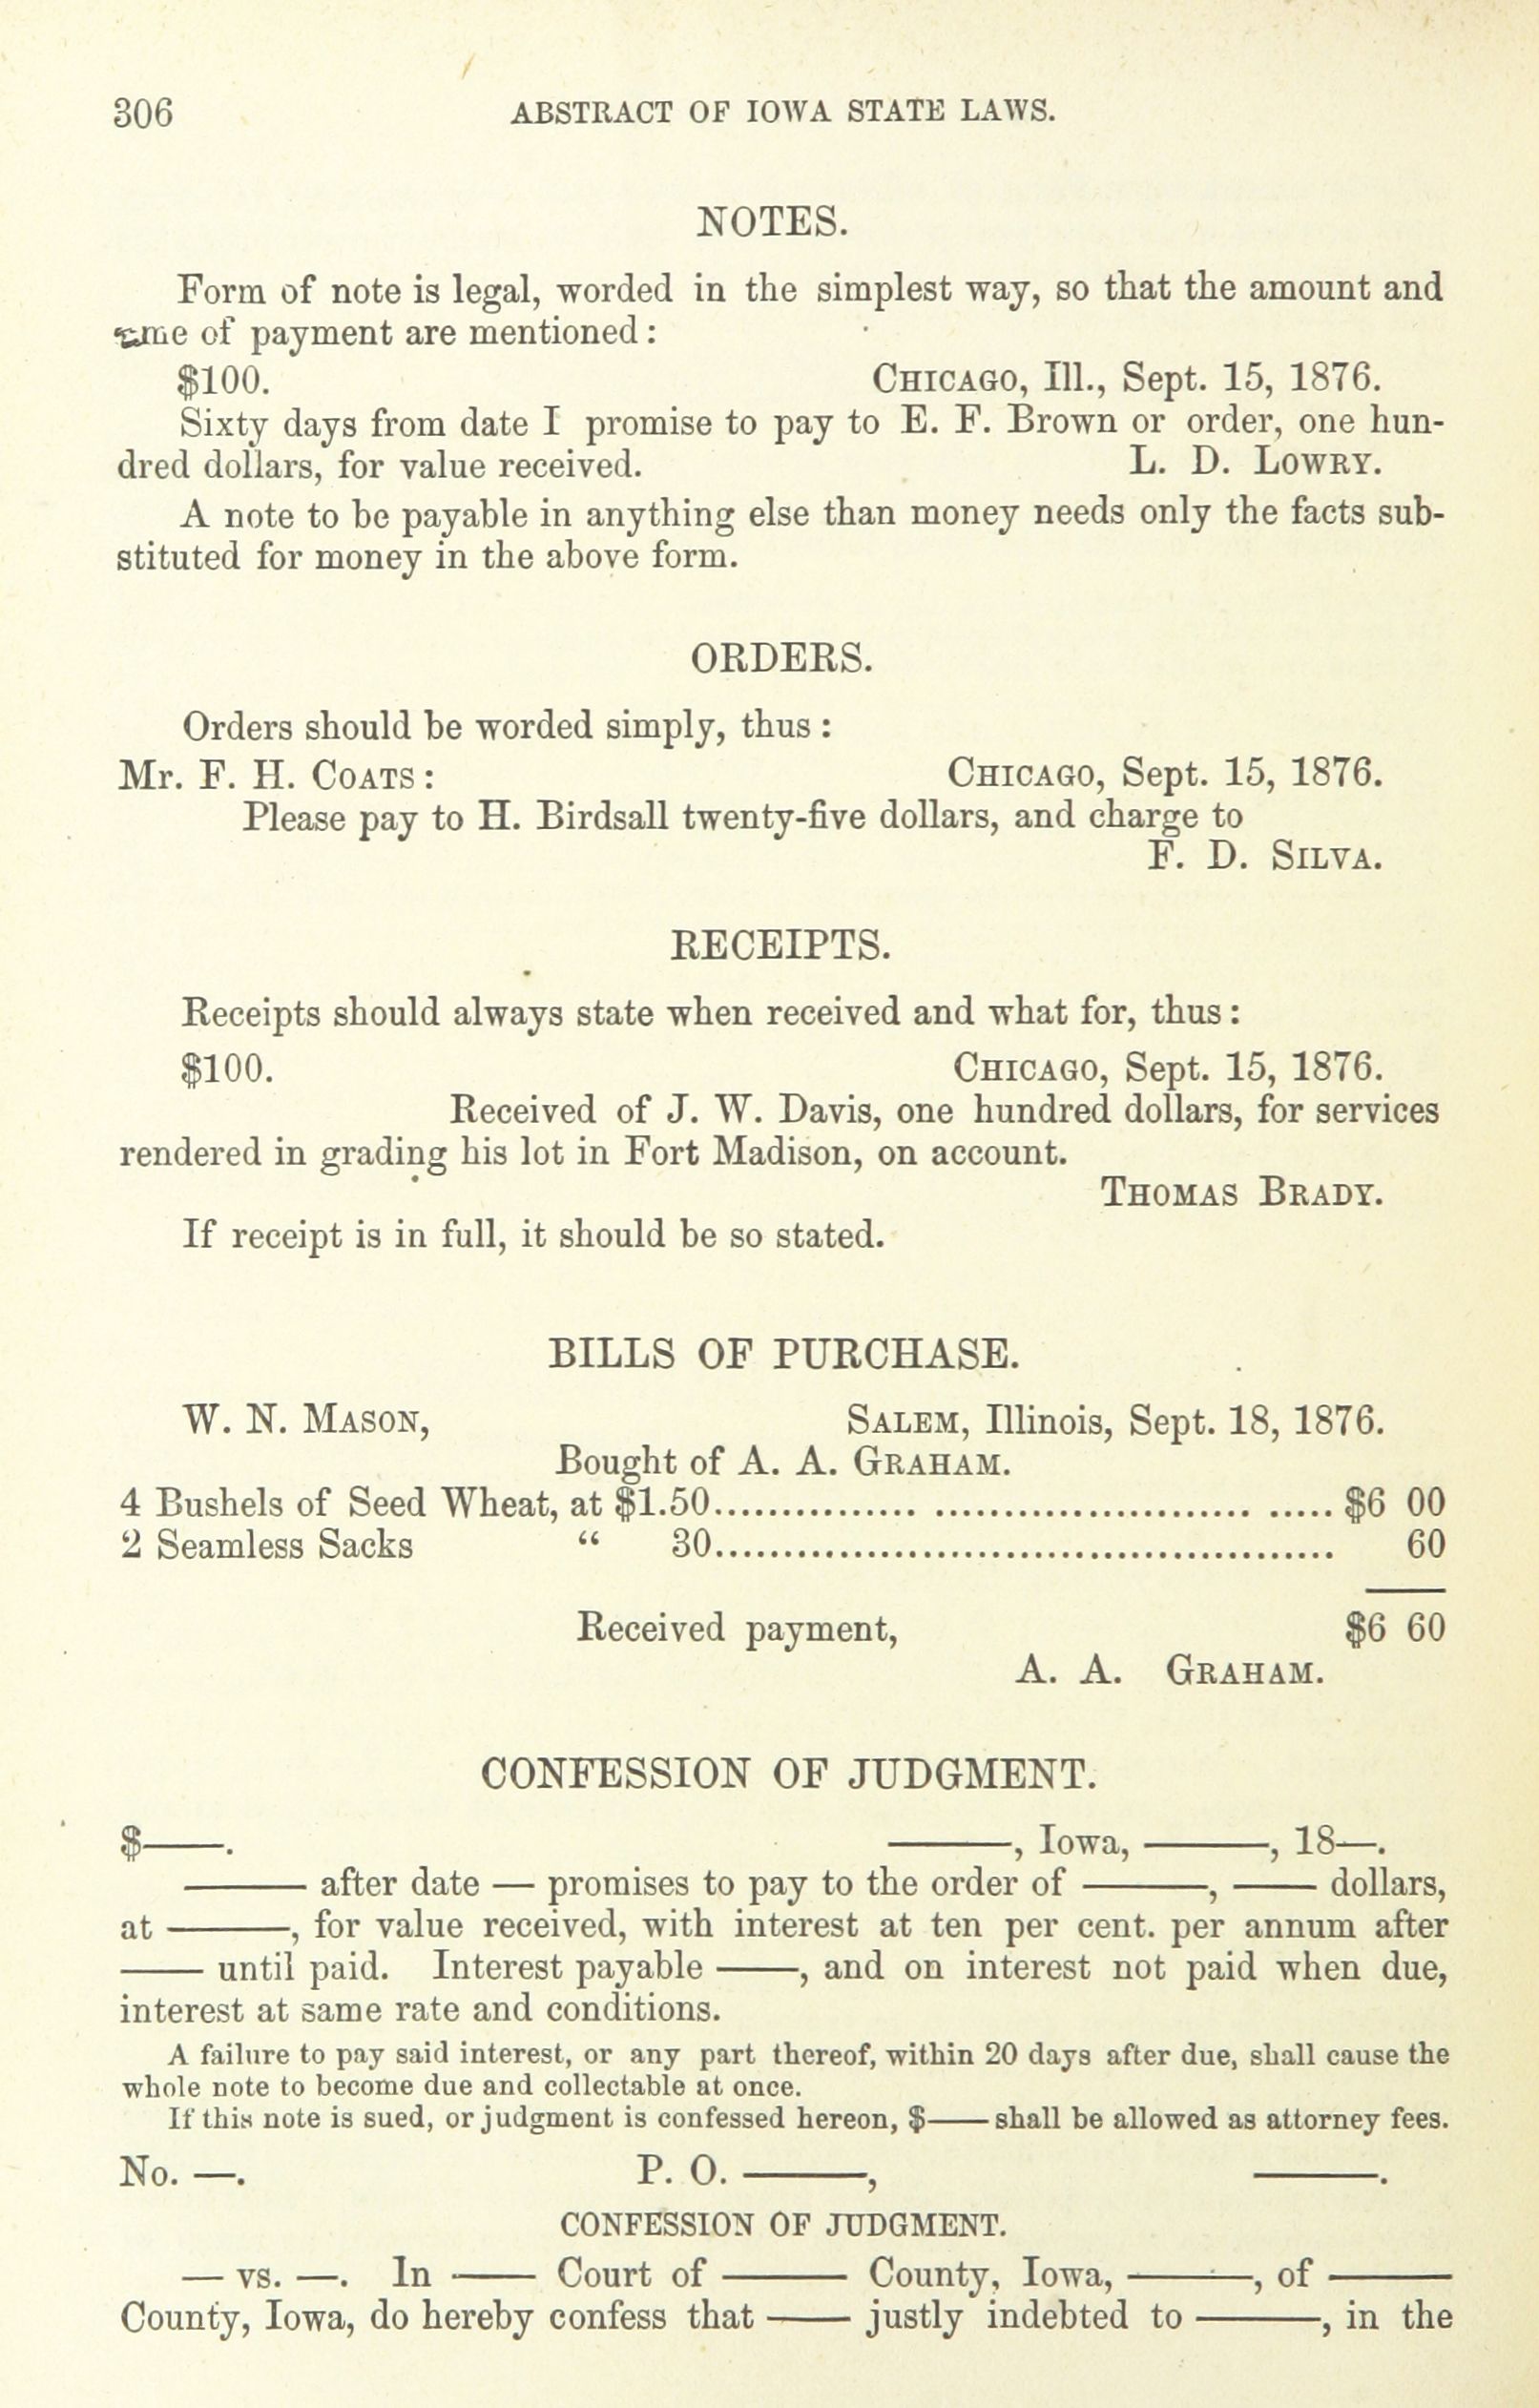 306 ABSTRACT OF IOWA STATE LAWS.
NOTES.
Form of note is legal, worded in the simplest way, so that the amount and
time of payment are mentioned:
$100. CHICAGO, Ill., Sept. 15, 1876.
Sixty days from date I promise to pay to E. F. Brown or order, one hun-
dred dollars, for value received. L. D. LOWRY.
A note to be payable in anything else than money needs only the facts sub-
stituted for money in the above form.
ORDERS.
Orders should be worded simply, thus:
Mr. F. H. COATS: CHICAGO, Sept. 15, 1876.
Please pay to H. Birdsall twenty-five dollars, and charge to
F. D. SILVA.
RECEIPTS.
Receipts should always state when received and what for, thus:
$100. CHICAGO, Sept. 15, 1876.
Received of J. W. Davis, one hundred dollars, for services
rendered in grading his lot in Fort Madison, on account.
THOMAS BRADY.
If receipt is in full, it should be so stated.
BILLS OF PURCHASE.
W. N. MASON, SALEM, Illinois, Sept. 18, 1876.
Bought of A. A. GRAHAM.
4 Bushels of Seed Wheat, at $1.50................ ........................ ..... $6 00
2 Seamless Sacks “ 30.............................................. 60
Received payment, $6 60
A. A. GRAHAM.
CONFESSION OF JUDGMENT.
$——. ———, Iowa, ———, 18—.
——— after date — promises to pay to the order of ———, —— dollars,
at ———, for value received, with interest at ten per cent. per annum after
—— until paid. Interest payable ——, and on interest not paid when due,
interest at same rate and conditions.
A failure to pay said interest, or any part thereof, within 20 days after due, shall cause the
whole note to become due and collectable at once.
If this note is sued, or judgment is confessed hereon, $—— shall be allowed as attorney fees.
No. —. P. O. ———, ———.
CONFESSION OF JUDGMENT.
— vs. —. In —— Court of ——— County, Iowa, ———, of ———
County, Iowa, do hereby confess that —— justly indebted to ———, in the